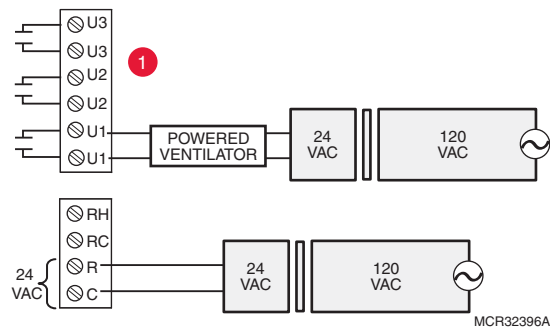 U3
U3
1
U2
U2
U1
U1
POWERED
VENTILATOR
24
VAC
120
VAC
RH
RC
R
C
24
VAC
24
VAC
120
VAC
MCR32396A